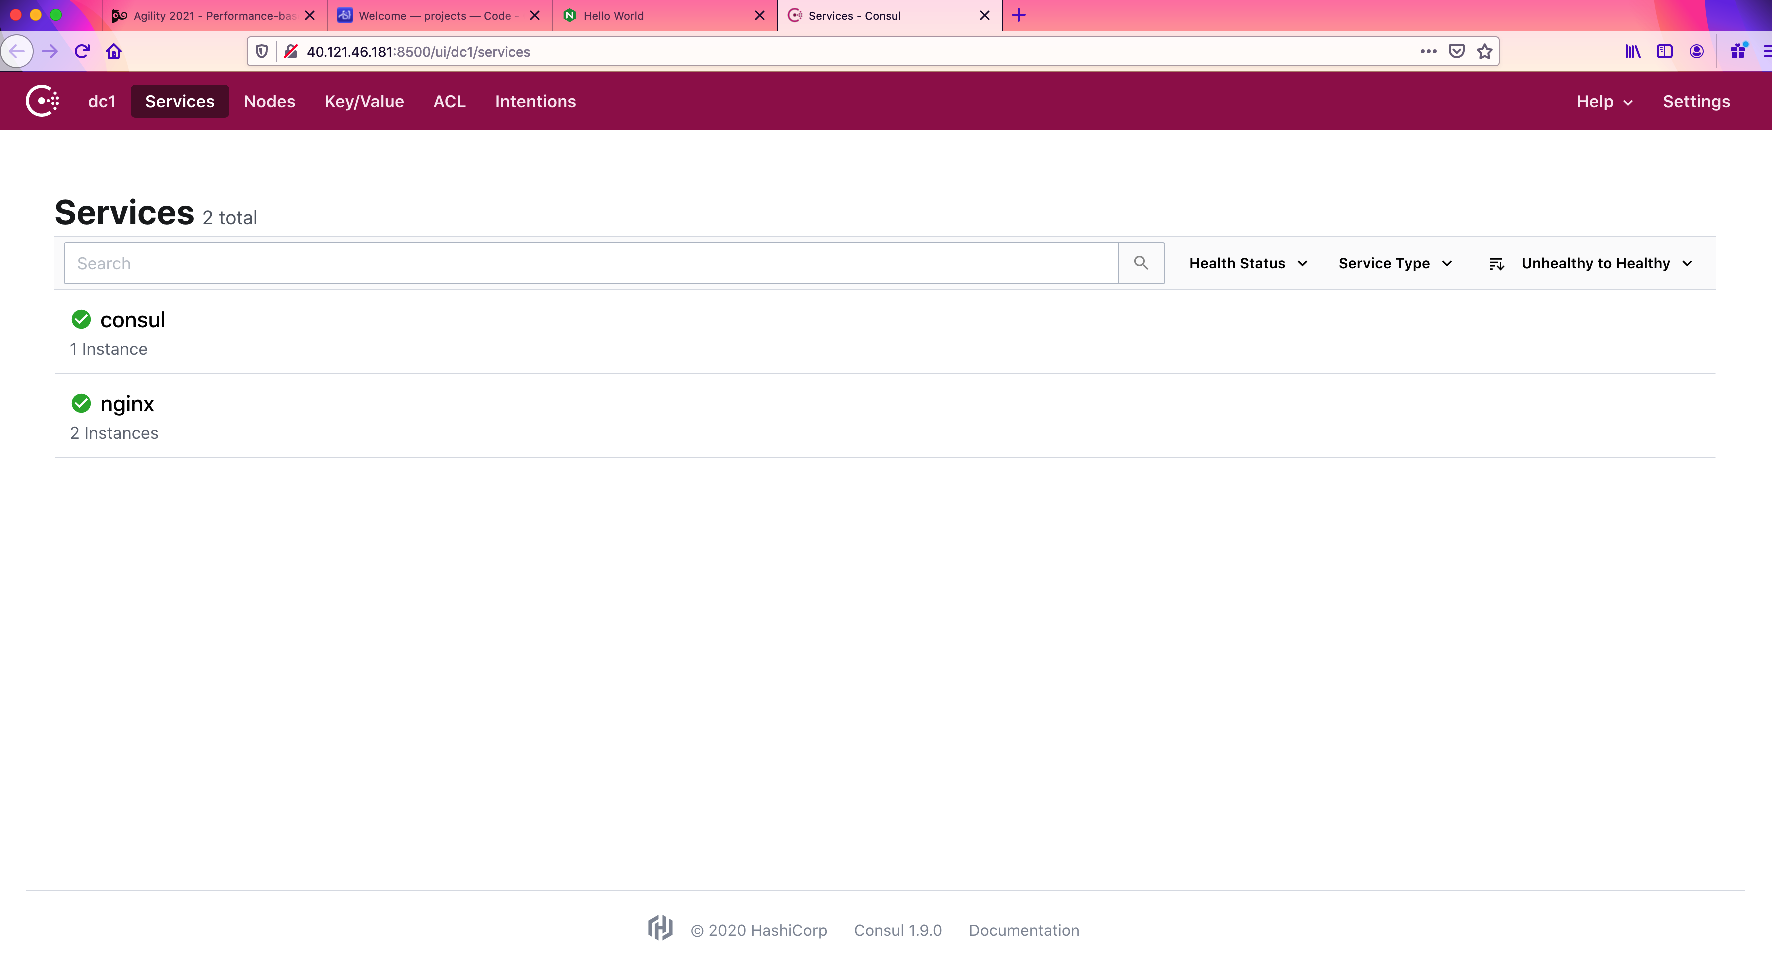 Agility 2021 - Performance-bas
Welcome — projects — Code -
Hello World
Services - Consul
40.121.46.181:8500/ui/dc1/services
dc1 Services Nodes Key/Value ACL Intentions Help Settings
Services 2 total
Search Health Status Service Type Unhealthy to Healthy
consul
1 Instance
nginx
2 Instances
© 2020 HashiCorp Consul 1.9.0 Documentation